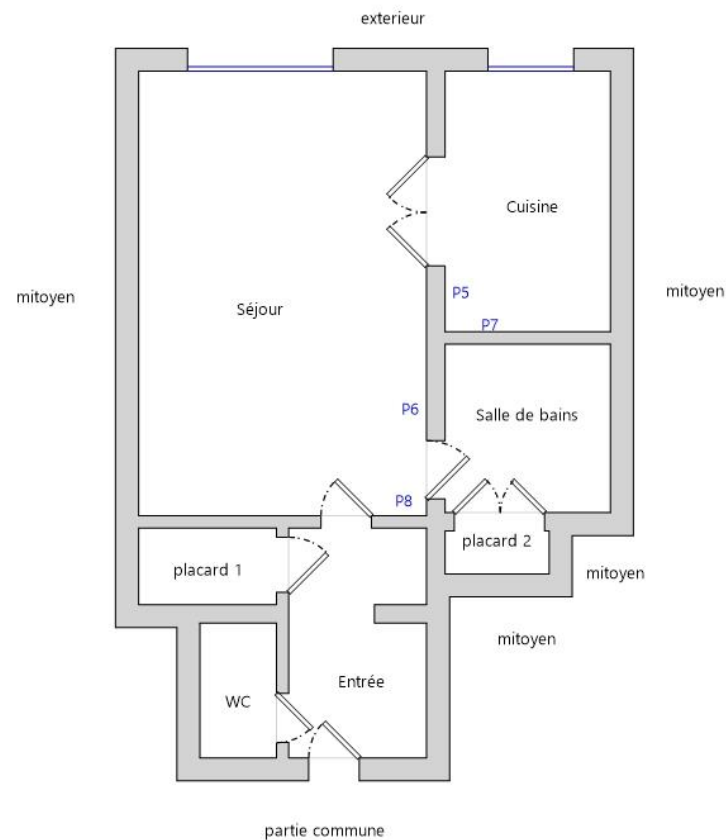 exterieur
Cuisine
P5
mitoyen
mitoyen
Séjour
P7
P6
Salle de bains
P8
placard 2
placard 1
mitoyen
mitoyen
Entrée
WC
partie commune